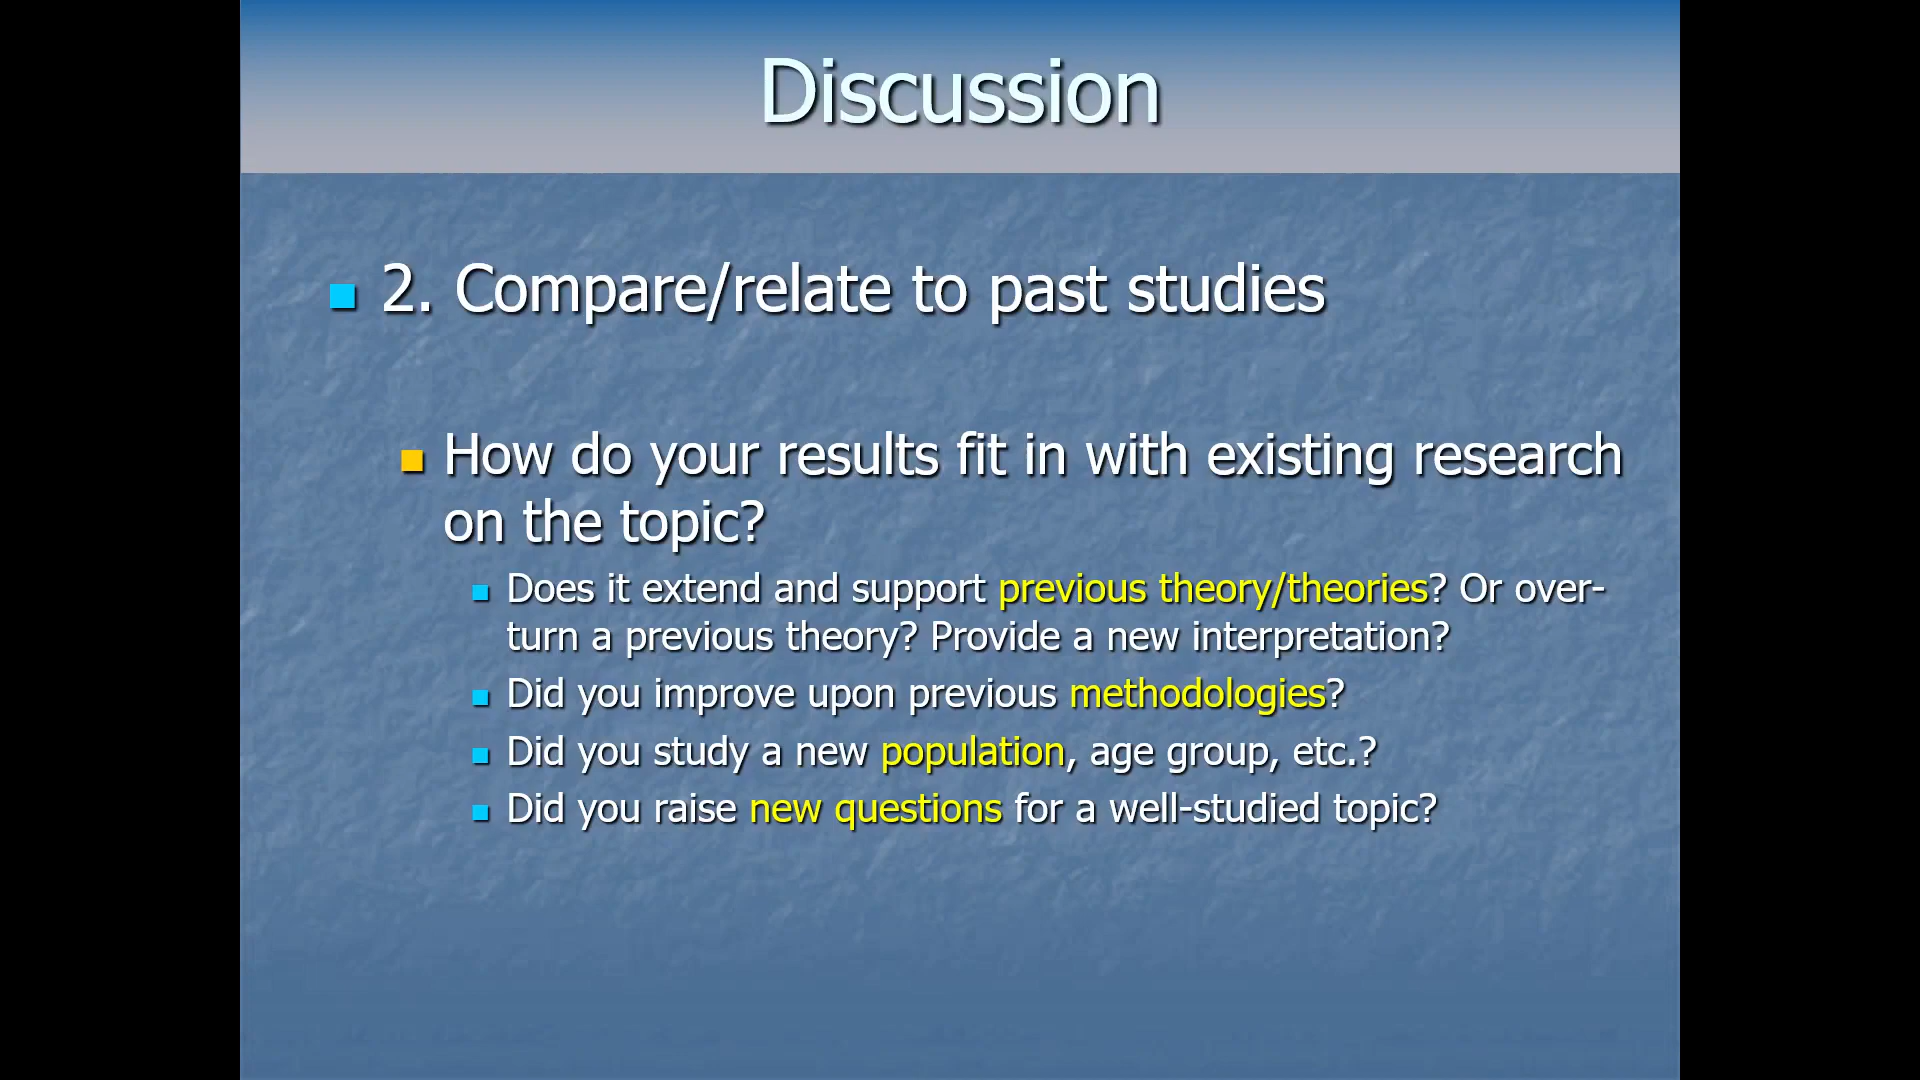 Discussion
2. Compare/relate to past studies
How do your results fit in with existing research
on the topic?
Does it extend and support previous theory/theories? Or over-
turn a previous theory? Provide a new interpretation?
Did you improve upon previous methodologies?
Did you study a new population, age group, etc.?
Did you raise new questions for a well-studied topic?